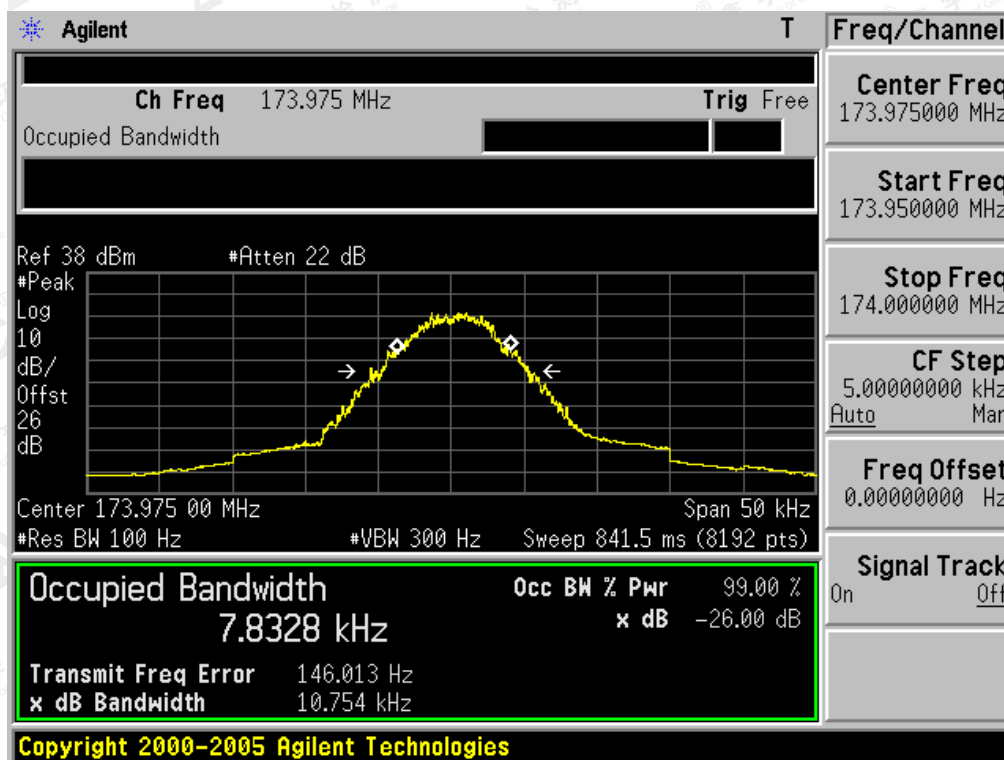 Agilent T Freq/Channel
Ch Freq 173.975 MHz Trig Free
Occupied Bandwidth
Center Freq
173.975000 MHz
Start Freq
173.950000 MHz
Stop Freq
174.000000 MHz
CF Step
5.00000000 kHz
Auto Man
Freq Offset
0.00000000 Hz
Signal Track
On Off
Ref 38 dBm #Atten 22 dB
#Peak
Log
10
dB/
Offst
26
dB
Center 173.975 00 MHz Span 50 kHz
#Res BW 100 Hz #VBW 300 Hz Sweep 841.5 ms (8192 pts)
Occupied Bandwidth Occ BW % Pwr 99.00 %
7.8328 kHz x dB -26.00 dB
Transmit Freq Error 146.013 Hz
x dB Bandwidth 10.754 kHz
Copyright 2000-2005 Agilent Technologies